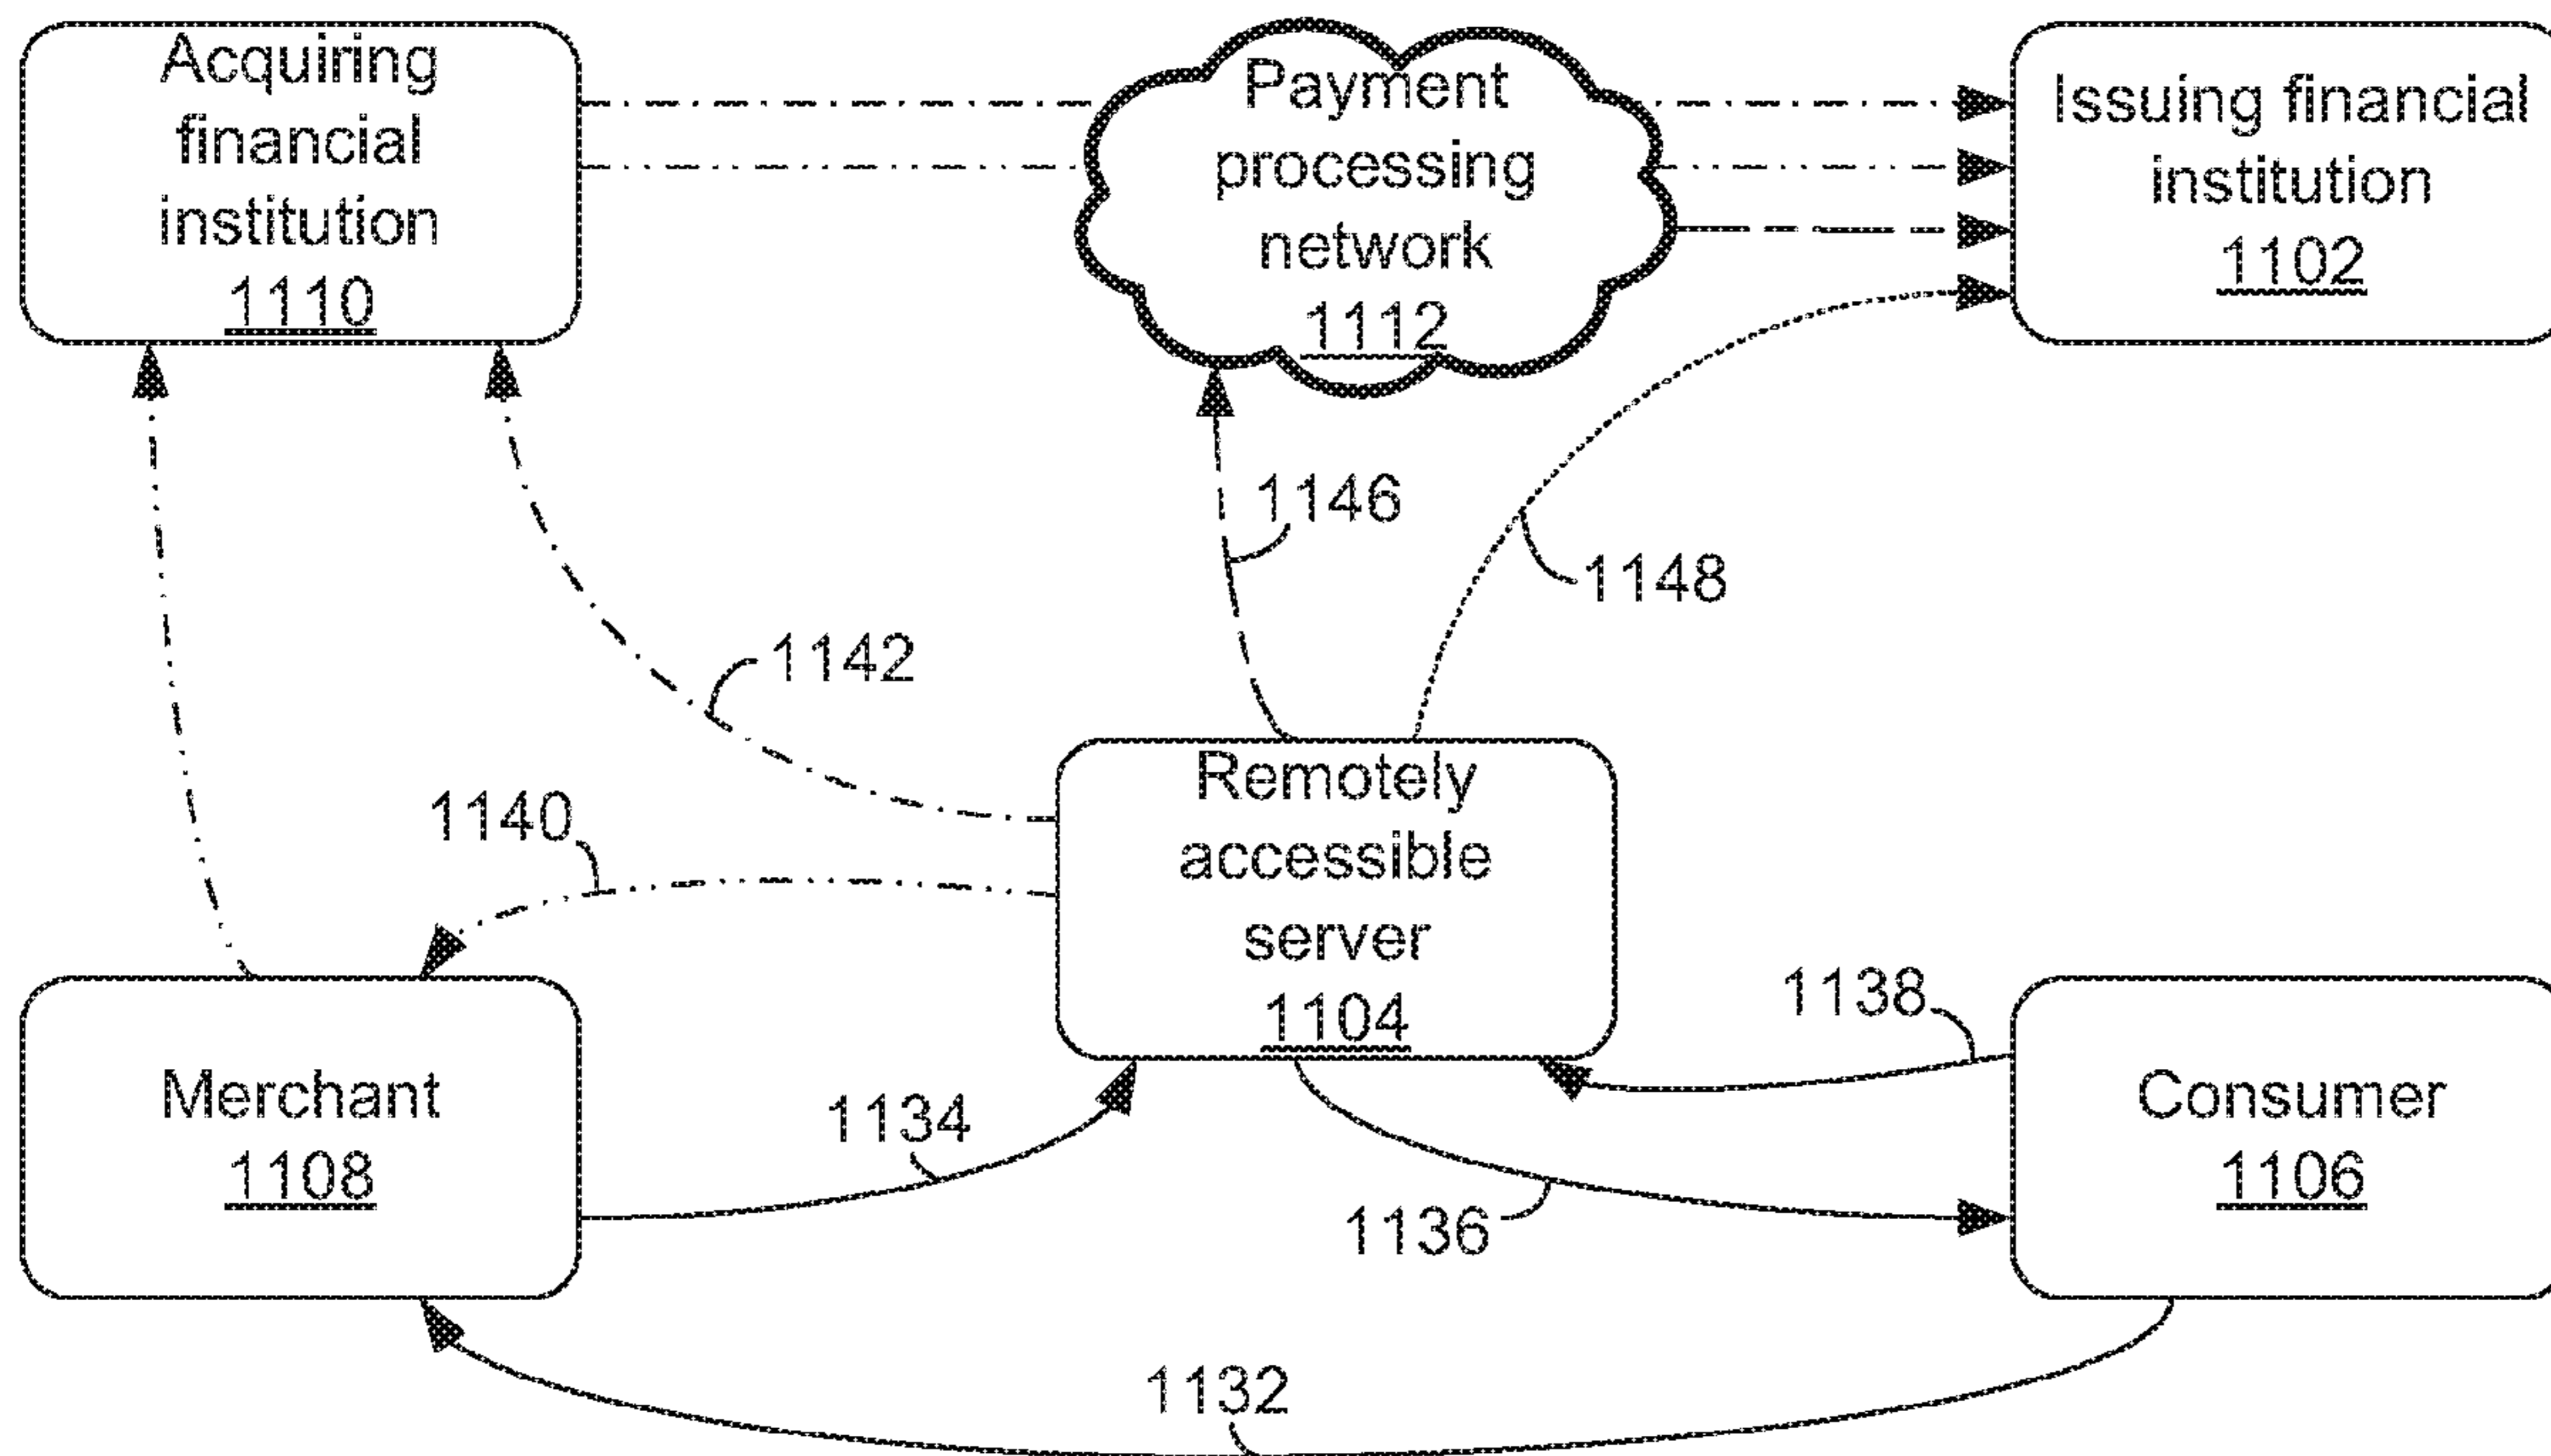 Acquiring
financial
institution
1110
Payment
processing
network
1112
Issuing financial
institution
1102
1146
1148
1142
1140
Remotely
accessible
server
1104
1138
Merchant
1108
1134
1136
Consumer
1106
1132